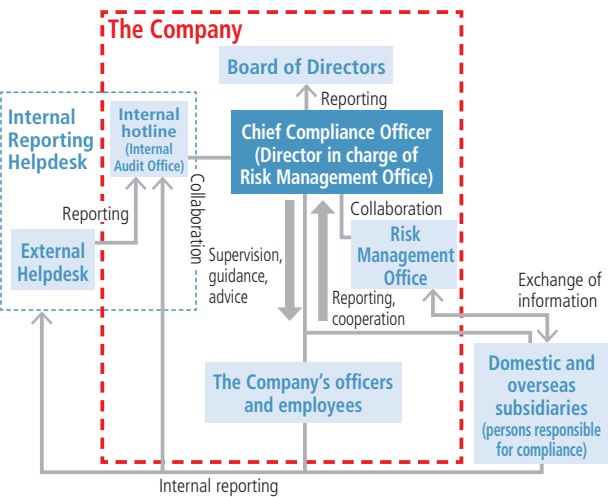 The Company
Board of Directors
Reporting
Internal
Reporting
Helpdesk
Internal
hotline
(Internal
Audit Office)
Chief Compliance Officer
(Director in charge of
Risk Management Office)
Collaboration
Reporting
External
Helpdesk
Supervision,
guidance,
advice
Collaboration
Risk
Management
Office
Reporting,
cooperation
Exchange of
information
The Company's officers
and employees
Domestic and
overseas
subsidiaries
(persons responsible
for compliance)
Internal reporting